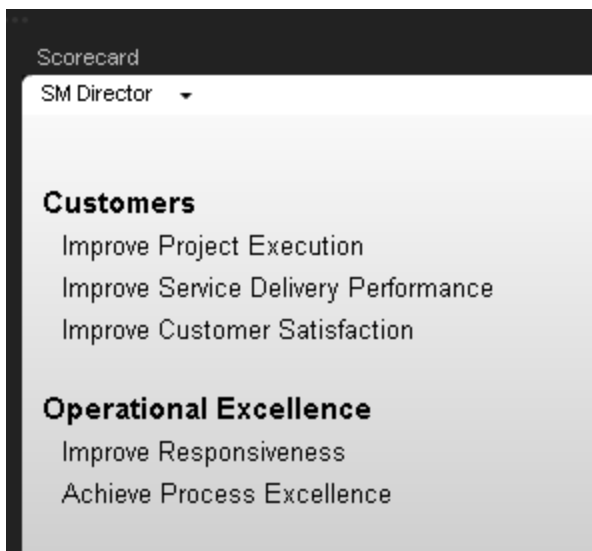 Scorecard
SM Director
Customers
Improve Project Execution
Improve Service Delivery Performance
Improve Customer Satisfaction
Operational Excellence
Improve Responsiveness
Achieve Process Excellence